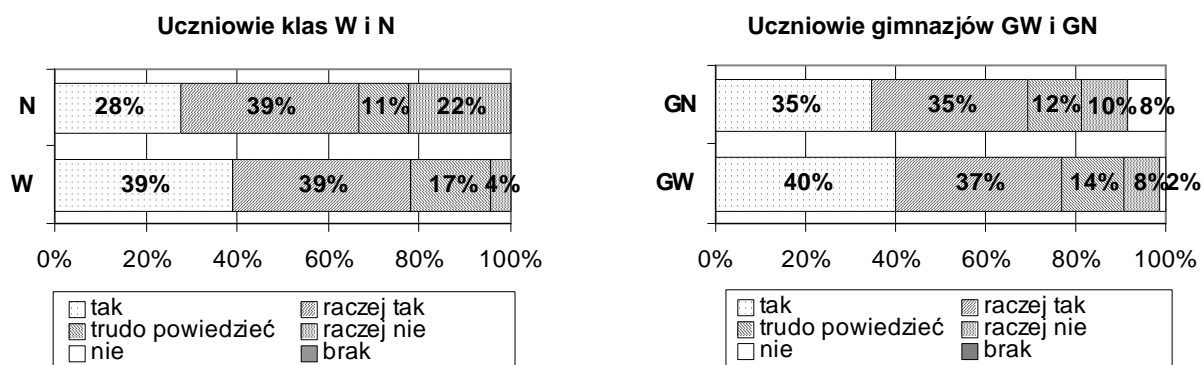 Uczniowie klas W i N
N
28%
39%
11%
22%
W
39%
39%
17%
4%
0%
20%
40%
60%
80%
100%
tak
raczej tak
trudo powiedzieć
raczej nie
nie
brak
Uczniowie gimnazjów GW i GN
GN
35%
35%
12%
10%
8%
GW
40%
37%
14%
8%
2%
0%
20%
40%
60%
80%
100%
tak
raczej tak
trudo powiedzieć
raczej nie
nie
brak